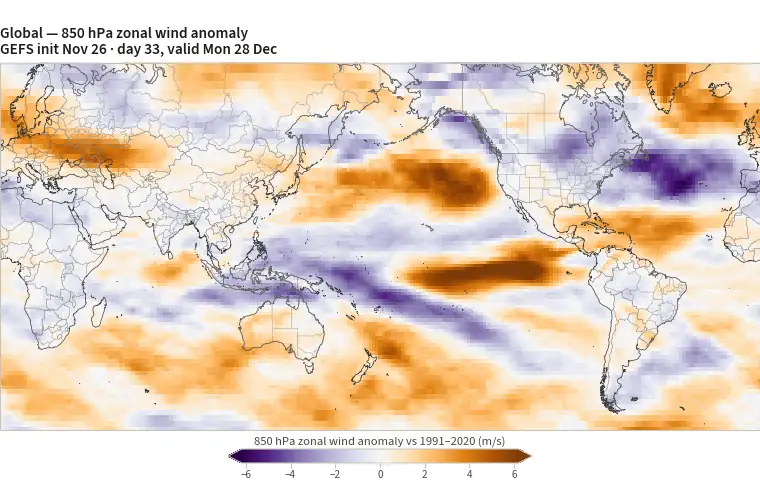 Global — 850 hPa zonal wind anomaly
GEFS init Nov 26 · day 33, valid Mon 28 Dec
850 hPa zonal wind anomaly vs 1991–2020 (m/s)
−6 −4 −2 0 2 4 6